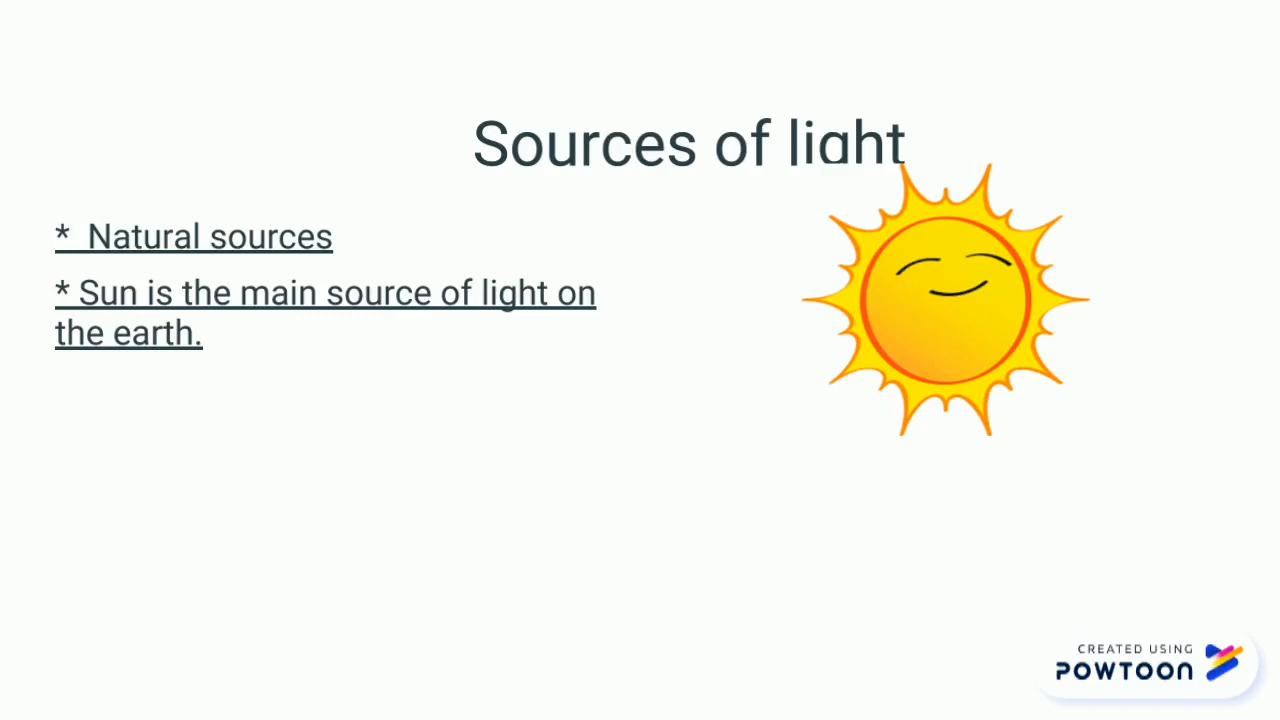 Sources of light
*  Natural sources
* Sun is the main source of light on
the earth.
CREATED USING
POWTOON